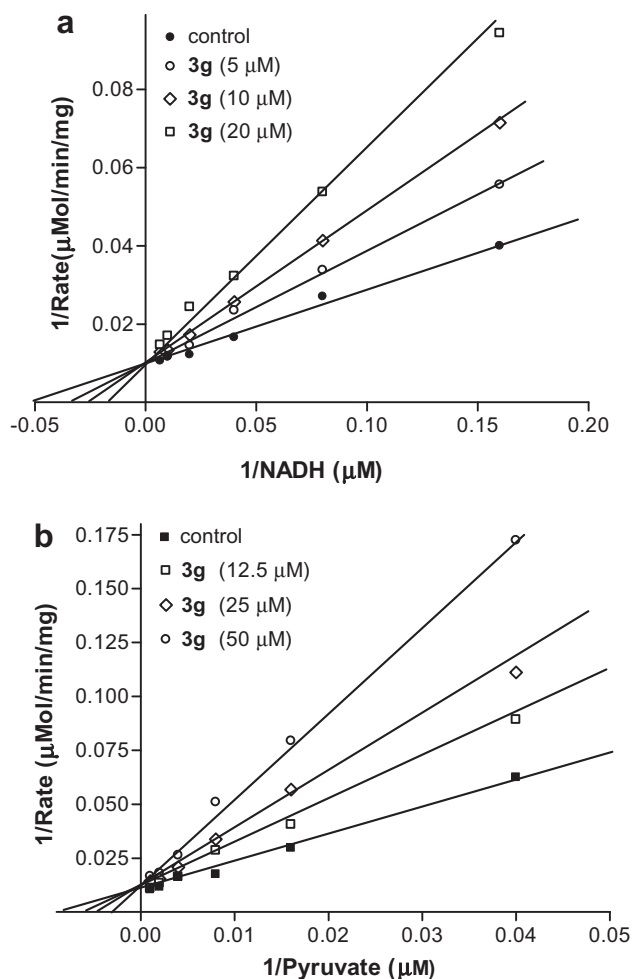 a
control
3g (5 μM)
3g (10 μM)
3g (20 μM)
1/Rate(μMol/min/mg)
0.08
0.06
0.04
0.02
-0.05 0.00 0.05 0.10 0.15 0.20
1/NADH (μM)
b
control
3g (12.5 μM)
3g (25 μM)
3g (50 μM)
1/Rate (μMol/min/mg)
0.175
0.150
0.125
0.100
0.075
0.050
0.025
0.00 0.01 0.02 0.03 0.04 0.05
1/Pyruvate (μM)